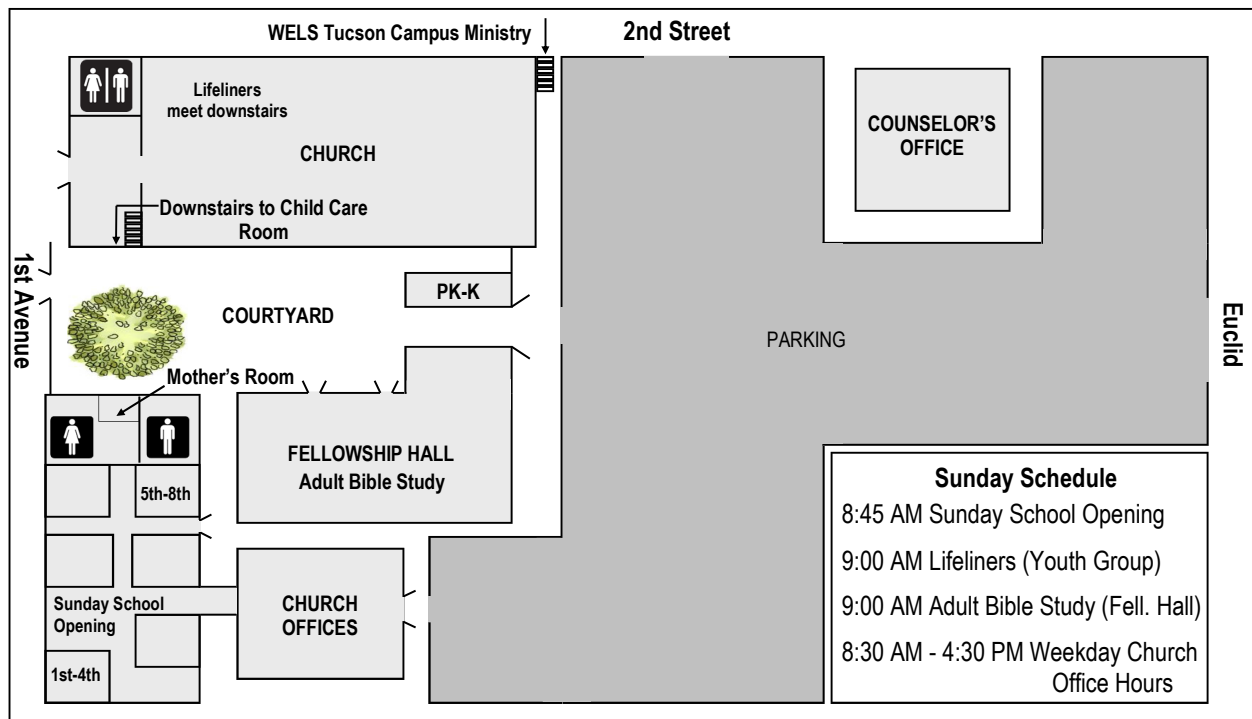 WELS Tucson Campus Ministry
2nd Street
Lifeliners
meet downstairs
CHURCH
COUNSELOR'S
OFFICE
Downstairs to Child Care
Room
1st Avenue
PK-K
COURTYARD
PARKING
Euclid
Mother's Room
FELLOWSHIP HALL
Adult Bible Study
5th-8th
Sunday School
Opening
CHURCH
OFFICES
1st-4th
Sunday Schedule
8:45 AM Sunday School Opening
9:00 AM Lifeliners (Youth Group)
9:00 AM Adult Bible Study (Fell. Hall)
8:30 AM - 4:30 PM Weekday Church
Office Hours